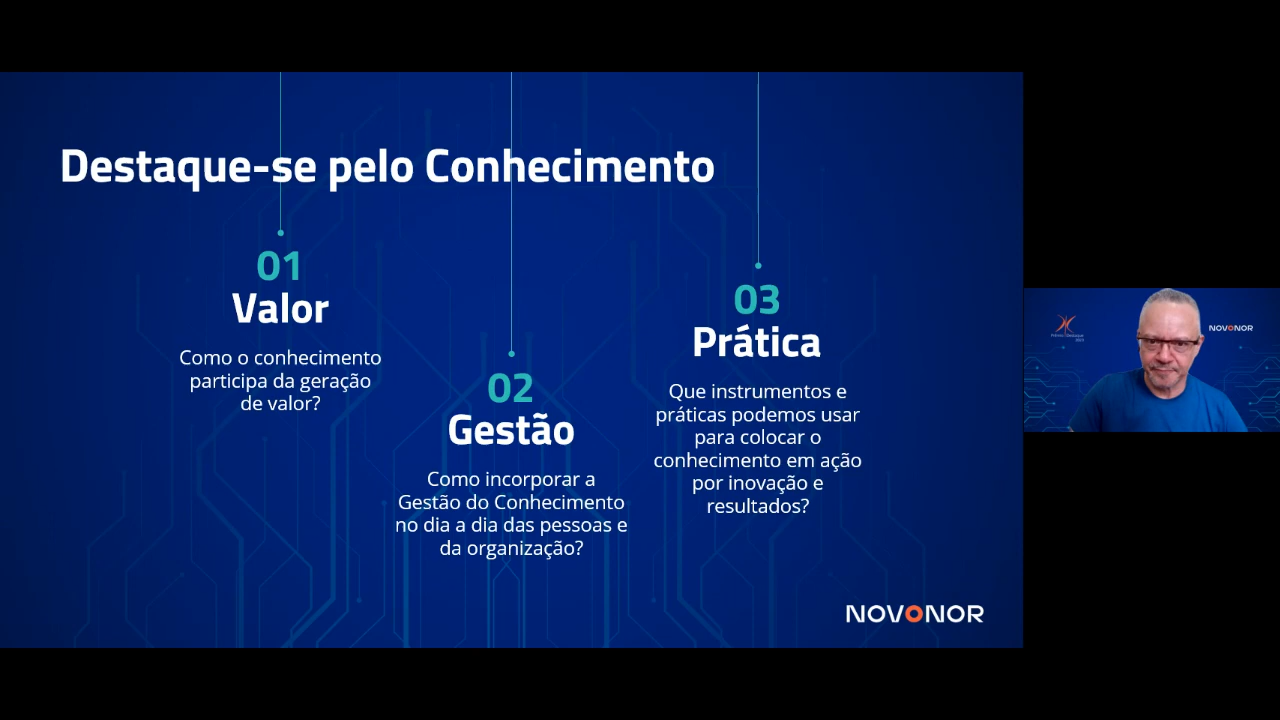 Destaque-se pelo Conhecimento
01
Valor
Como o conhecimento
participa da geração
de valor?
02
Gestão
Como incorporar a
Gestão do Conhecimento
no dia a dia das pessoas e
da organização?
03
Prática
Que instrumentos e
práticas podemos usar
para colocar o
conhecimento em ação
por inovação e
resultados?
NOVONOR
NOVONOR